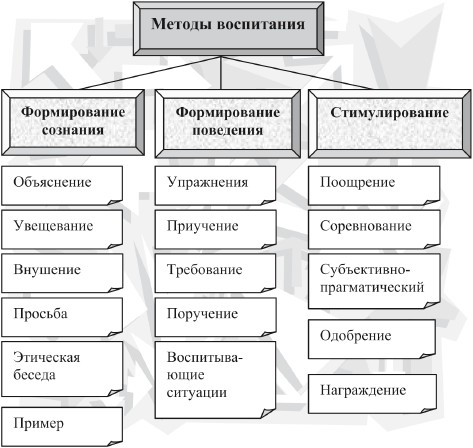 Методы воспитания
Формирование
сознания
Объяснение
Увещевание
Внушение
Просьба
Этическая
беседа
Пример
Формирование
поведения
Упражнения
Приучение
Требование
Поручение
Воспитыва-
ющие
ситуации
Стимулирование
Поощрение
Соревнование
Субъективно-
прагматический
Одобрение
Награждение